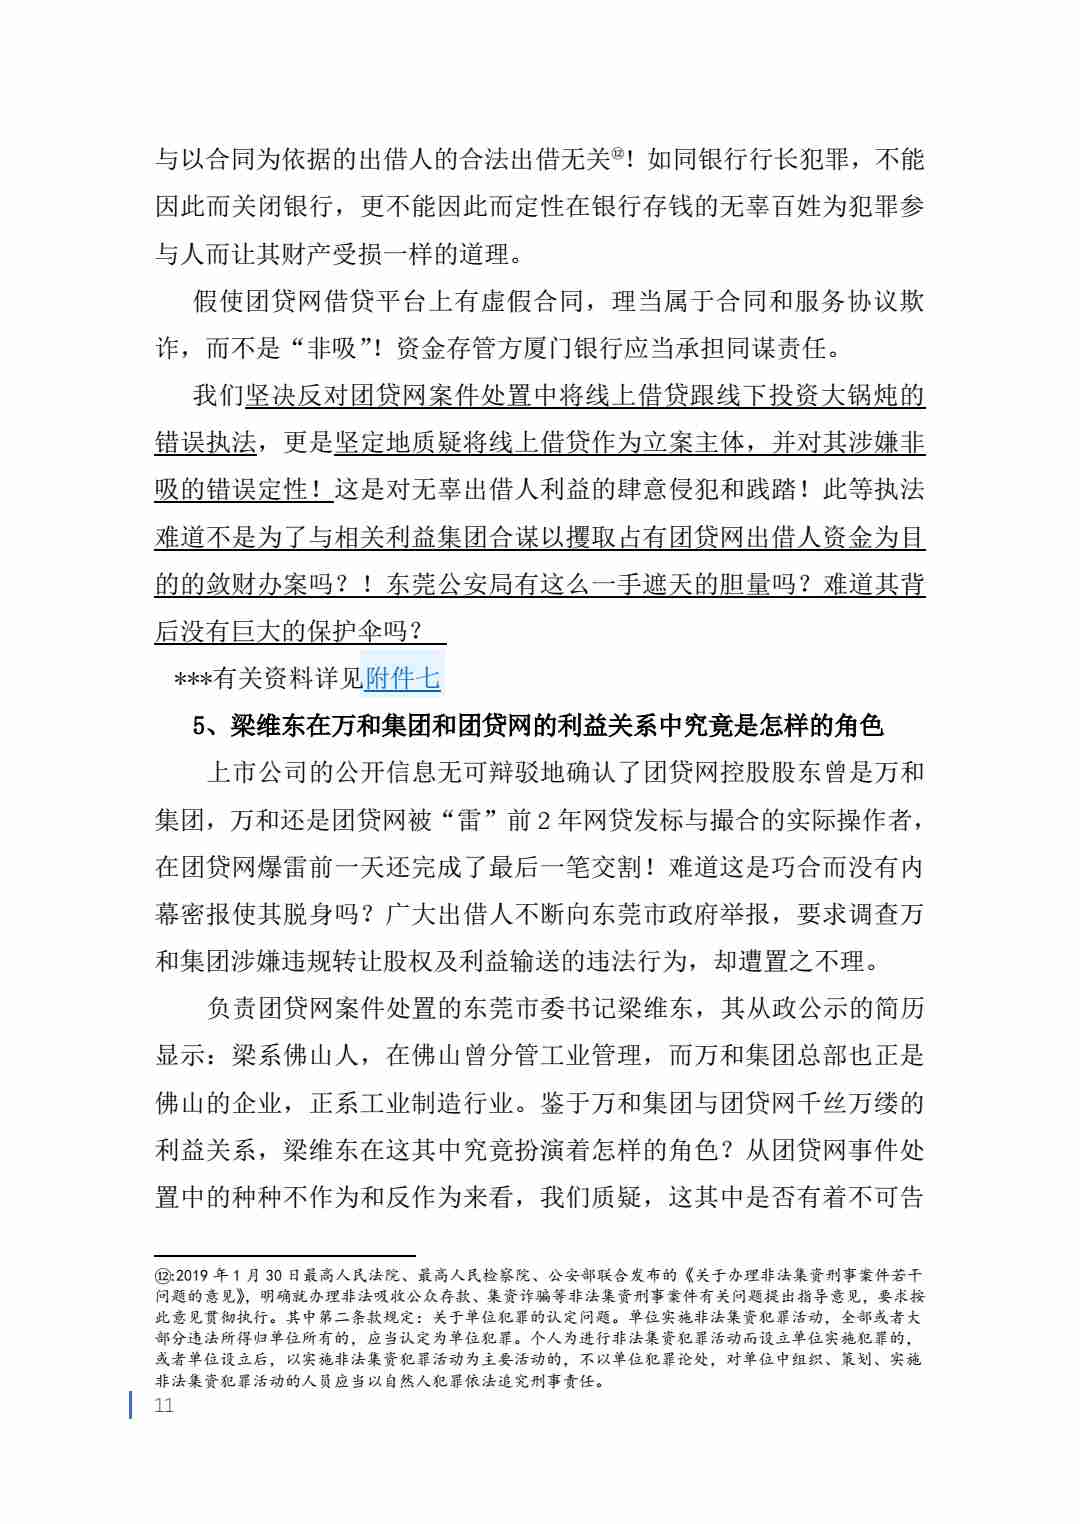 与以合同为依据的出借人的合法出借无关⑫！如同银行行长犯罪，不能
因此而关闭银行，更不能因此而定性在银行存钱的无辜百姓为犯罪参
与人而让其财产受损一样的道理。
假使团贷网借贷平台上有虚假合同，理当属于合同和服务协议欺
诈，而不是“非吸”！资金存管方厦门银行应当承担同谋责任。
我们坚决反对团贷网案件处置中将线上借贷跟线下投资大锅炖的
错误执法，更是坚定地质疑将线上借贷作为立案主体，并对其涉嫌非
吸的错误定性！这是对无辜出借人利益的肆意侵犯和践踏！此等执法
难道不是为了与相关利益集团合谋以攫取占有团贷网出借人资金为目
的的敛财办案吗？！东莞公安局有这么一手遮天的胆量吗？难道其背
后没有巨大的保护伞吗？
***有关资料详见附件七
5、梁维东在万和集团和团贷网的利益关系中究竟是怎样的角色
上市公司的公开信息无可辩驳地确认了团贷网控股股东曾是万和
集团，万和还是团贷网被“雷”前 2 年网贷发标与撮合的实际操作者，
在团贷网爆雷前一天还完成了最后一笔交割！难道这是巧合而没有内
幕密报使其脱身吗？广大出借人不断向东莞市政府举报，要求调查万
和集团涉嫌违规转让股权及利益输送的违法行为，却遭置之不理。
负责团贷网案件处置的东莞市委书记梁维东，其从政公示的简历
显示：梁系佛山人，在佛山曾分管工业管理，而万和集团总部也正是
佛山的企业，正系工业制造行业。鉴于万和集团与团贷网千丝万缕的
利益关系，梁维东在这其中究竟扮演着怎样的角色？从团贷网事件处
置中的种种不作为和反作为来看，我们质疑，这其中是否有着不可告
⑫:2019 年 1 月 30 日最高人民法院、最高人民检察院、公安部联合发布的《关于办理非法集资刑事案件若干
问题的意见》，明确就办理非法吸收公众存款、集资诈骗等非法集资刑事案件有关问题提出指导意见，要求按
此意见贯彻执行。其中第二条款规定：关于单位犯罪的认定问题。单位实施非法集资犯罪活动，全部或者大
部分违法所得归单位所有的，应当认定为单位犯罪。个人为进行非法集资犯罪活动而设立单位实施犯罪的，
或者单位设立后，以实施非法集资犯罪活动为主要活动的，不以单位犯罪论处，对单位中组织、策划、实施
非法集资犯罪活动的人员应当以自然人犯罪依法追究刑事责任。
11